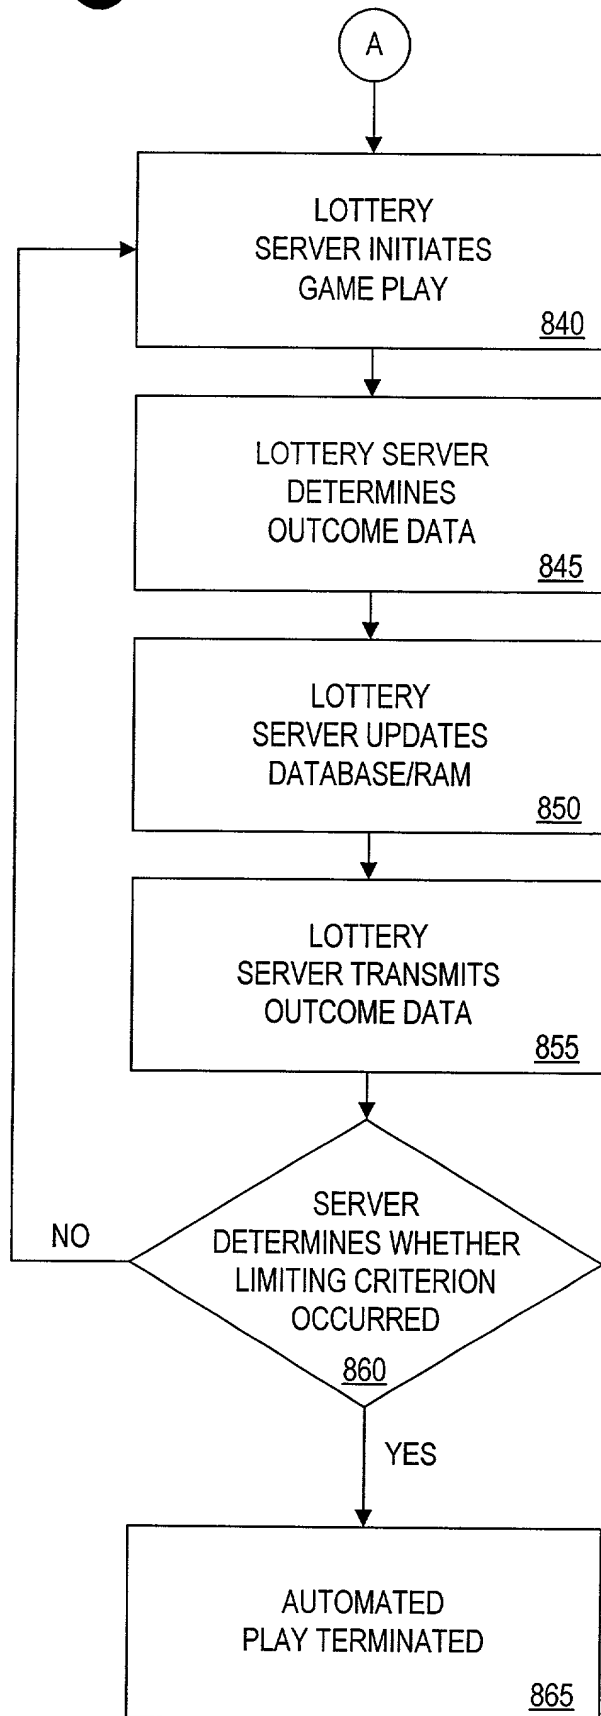 A
LOTTERY
SERVER INITIATES
GAME PLAY
840
LOTTERY SERVER
DETERMINES
OUTCOME DATA
845
LOTTERY
SERVER UPDATES
DATABASE/RAM
850
LOTTERY
SERVER TRANSMITS
OUTCOME DATA
855
SERVER
DETERMINES WHETHER
LIMITING CRITERION
OCCURRED
860
NO
YES
AUTOMATED
PLAY TERMINATED
865